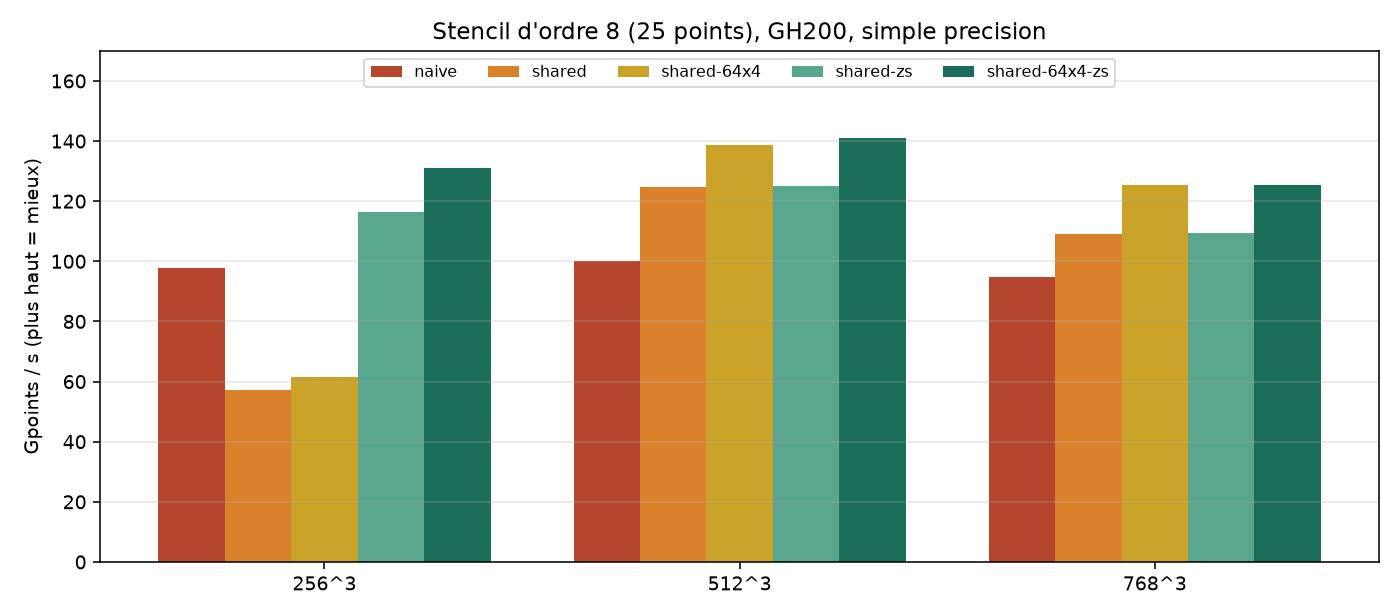 Stencil d'ordre 8 (25 points), GH200, simple precision
naive shared shared-64x4 shared-zs shared-64x4-zs
Gpoints / s (plus haut = mieux)
160
140
120
100
80
60
40
20
0
256^3 512^3 768^3